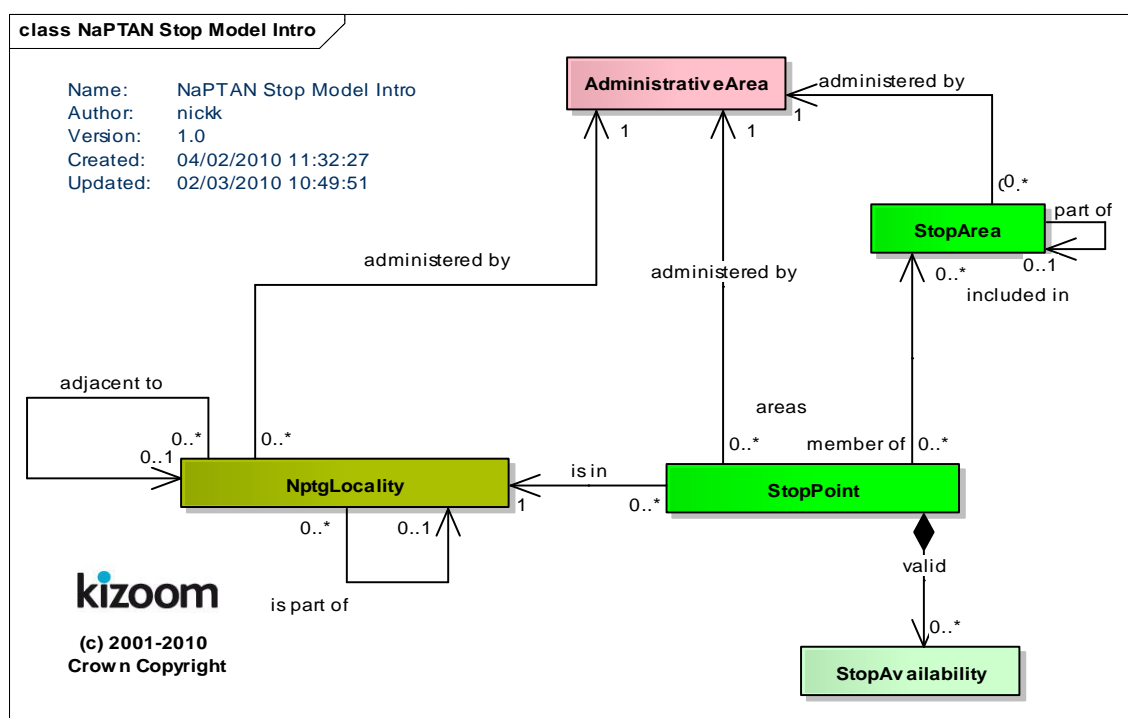 class NaPTAN Stop Model Intro
Name: NaPTAN Stop Model Intro
Author: nickk
Version: 1.0
Created: 04/02/2010 11:32:27
Updated: 02/03/2010 10:49:51
AdministrativeArea
administered by
1
1
1
0..*
StopArea
part of
0..1
0..*
included in
administered by
administered by
adjacent to
areas
0..*
0..*
0..*
member of
0..*
0..1
NptgLocality
is in
1
0..*
StopPoint
0..*
0..1
valid
is part of
0..*
StopAvailability
kizoom
(c) 2001-2010
Crown Copyright